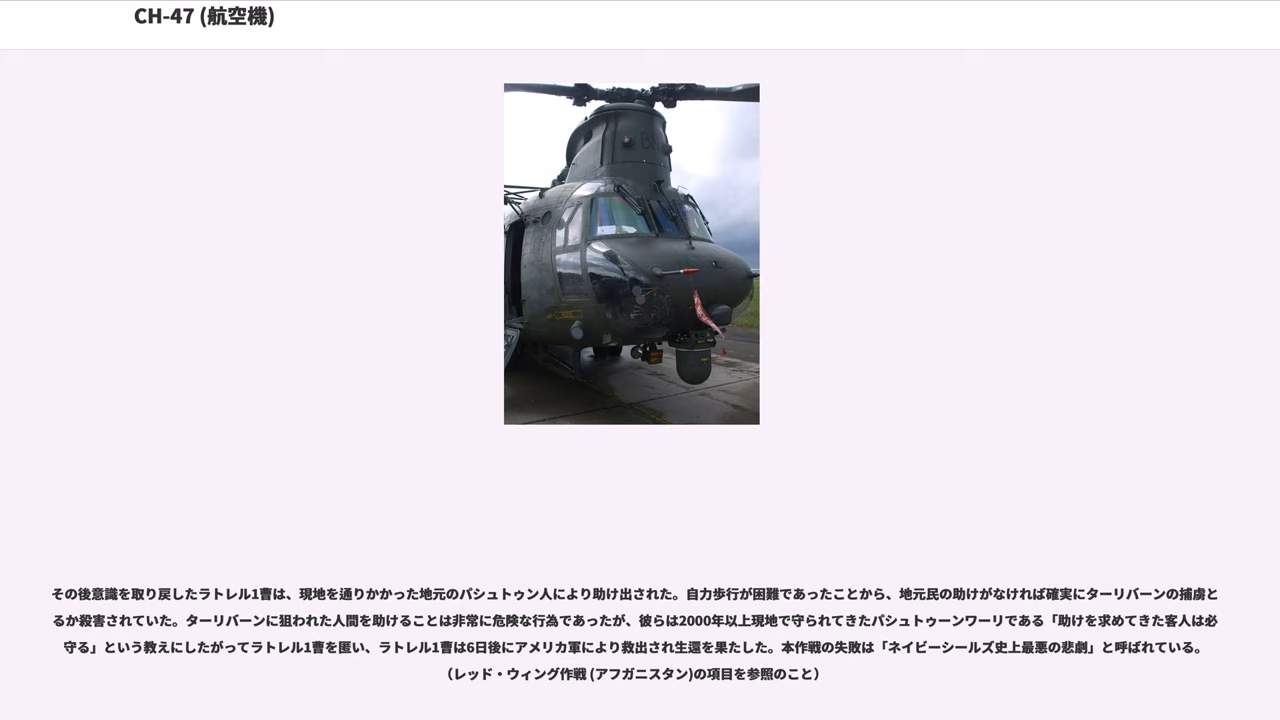 CH-47 (航空機)
その後意識を取り戻したラトレル1曹は、現地を通りかかった地元のパシュトゥン人により助け出された。自力歩行が困難であったことから、地元民の助けがなければ確実にターリバーンの捕虜と
るか殺害されていた。ターリバーンに狙われた人間を助けることは非常に危険な行為であったが、彼らは2000年以上現地で守られてきたパシュトゥーンワーリである「助けを求めてきた客人は必
守る」という教えにしたがってラトレル1曹を匿い、ラトレル1曹は6日後にアメリカ軍により救出され生還を果たした。本作戦の失敗は「ネイビーシールズ史上最悪の悲劇」と呼ばれている。
（レッド・ウィング作戦 (アフガニスタン)の項目を参照のこと）